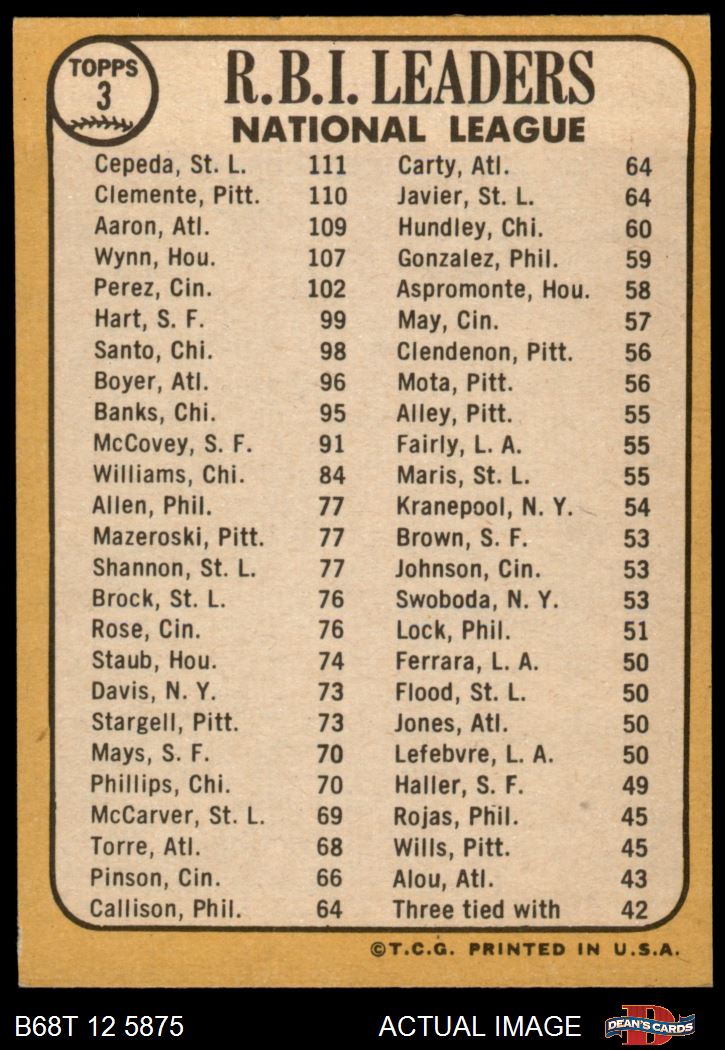 TOPPS
3
R.B.I. LEADERS
NATIONAL LEAGUE
Cepeda, St. L. 111
Clemente, Pitt. 110
Aaron, Atl. 109
Wynn, Hou. 107
Perez, Cin. 102
Hart, S. F. 99
Santo, Chi. 98
Boyer, Atl. 96
Banks, Chi. 95
McCovey, S. F. 91
Williams, Chi. 84
Allen, Phil. 77
Mazeroski, Pitt. 77
Shannon, St. L. 77
Brock, St. L. 76
Rose, Cin. 76
Staub, Hou. 74
Davis, N. Y. 73
Stargell, Pitt. 73
Mays, S. F. 70
Phillips, Chi. 70
McCarver, St. L. 69
Torre, Atl. 68
Pinson, Cin. 66
Callison, Phil. 64
Carty, Atl. 64
Javier, St. L. 64
Hundley, Chi. 60
Gonzalez, Phil. 59
Aspromonte, Hou. 58
May, Cin. 57
Clendenon, Pitt. 56
Mota, Pitt. 56
Alley, Pitt. 55
Fairly, L. A. 55
Maris, St. L. 55
Kranepool, N. Y. 54
Brown, S. F. 53
Johnson, Cin. 53
Swoboda, N. Y. 53
Lock, Phil. 51
Ferrara, L. A. 50
Flood, St. L. 50
Jones, Atl. 50
Lefebvre, L. A. 50
Haller, S. F. 49
Rojas, Phil. 45
Wills, Pitt. 45
Alou, Atl. 43
Three tied with 42
©T.C.G. PRINTED IN U.S.A.
B68T 12 5875
ACTUAL IMAGE
D
DEAN'S CARDS